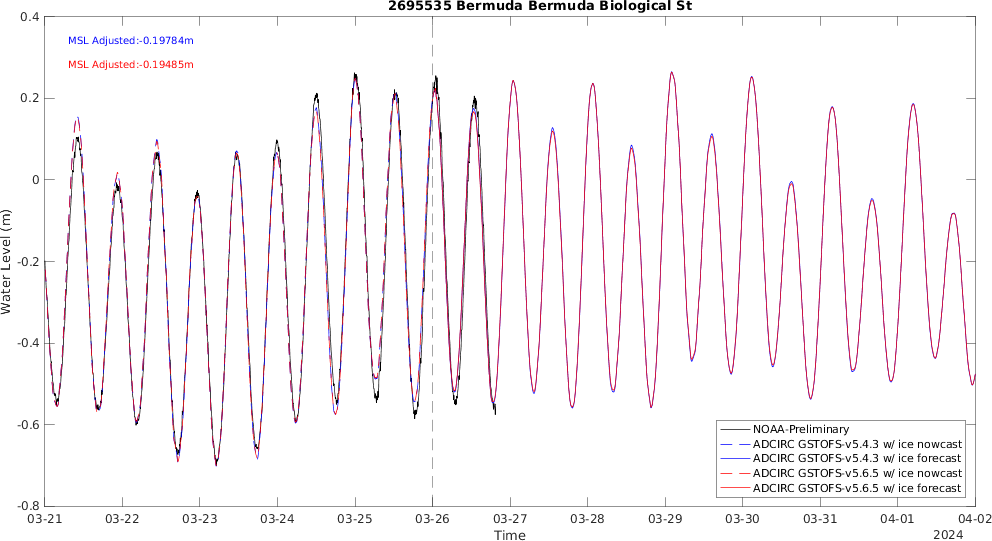 2695535 Bermuda Bermuda Biological St
MSL Adjusted:-0.19784m
MSL Adjusted:-0.19485m
Water Level (m)
0.4
0.2
0
-0.2
-0.4
-0.6
-0.8
NOAA-Preliminary
ADCIRC GSTOFS-v5.4.3 w/ ice nowcast
ADCIRC GSTOFS-v5.4.3 w/ ice forecast
ADCIRC GSTOFS-v5.6.5 w/ ice nowcast
ADCIRC GSTOFS-v5.6.5 w/ ice forecast
03-21 03-22 03-23 03-24 03-25 03-26 03-27 03-28 03-29 03-30 03-31 04-01 04-02
Time
2024